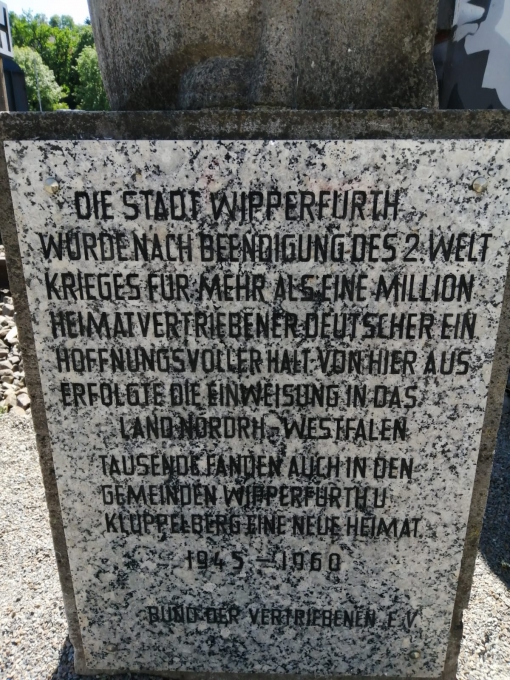 DIE STADT WIPPERFÜRTH
WURDE NACH BEENDIGUNG DES 2. WELT
KRIEGES FÜR MEHR ALS EINE MILLION
HEIMATVERTRIEBENER DEUTSCHER EIN
HOFFNUNGSVOLLER HALT VON HIER AUS
ERFOLGTE DIE EINWEISUNG IN DAS
LAND NORDRH-WESTFALEN
TAUSENDE FANDEN AUCH IN DEN
GEMEINDEN WIPPERFÜRTH U
KLÜPPELBERG EINE NEUE HEIMAT
1945 - 1960
BUND DER VERTRIEBENEN E.V